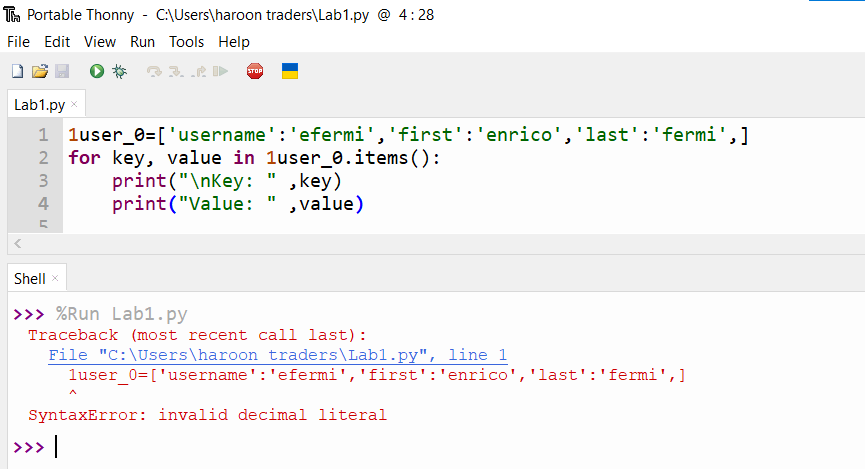 Portable Thonny - C:\Users\haroon traders\Lab1.py @ 4:28
File Edit View Run Tools Help
STOP
Lab1.py ×
1 1user_0=['username':'efermi','first':'enrico','last':'fermi',]
2 for key, value in 1user_0.items():
3     print("\nKey: " ,key)
4     print("Value: " ,value)
5
Shell ×
>>> %Run Lab1.py
Traceback (most recent call last):
File "C:\Users\haroon traders\Lab1.py", line 1
1user_0=['username':'efermi','first':'enrico','last':'fermi',]
^
SyntaxError: invalid decimal literal
>>>